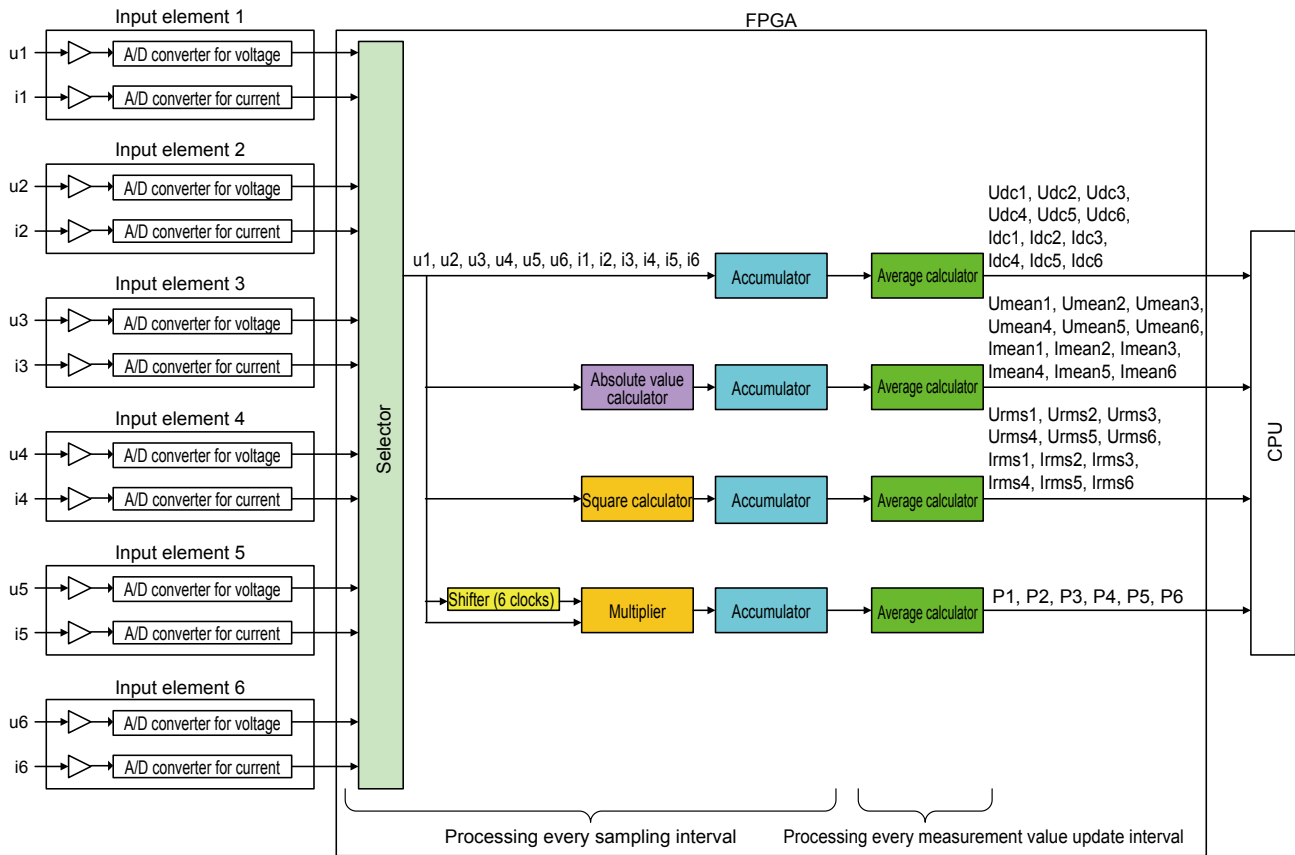 Input element 1
FPGA
u1
A/D converter for voltage
i1
A/D converter for current
Input element 2
u2
A/D converter for voltage
i2
A/D converter for current
Input element 3
u3
A/D converter for voltage
i3
A/D converter for current
Input element 4
u4
A/D converter for voltage
i4
A/D converter for current
Input element 5
u5
A/D converter for voltage
i5
A/D converter for current
Input element 6
u6
A/D converter for voltage
i6
A/D converter for current
Selector
u1, u2, u3, u4, u5, u6, i1, i2, i3, i4, i5, i6
Accumulator
Average calculator
Udc1, Udc2, Udc3,
Udc4, Udc5, Udc6,
Idc1, Idc2, Idc3,
Idc4, Idc5, Idc6
Absolute value
calculator
Accumulator
Average calculator
Umean1, Umean2, Umean3,
Umean4, Umean5, Umean6,
Imean1, Imean2, Imean3,
Imean4, Imean5, Imean6
Square calculator
Accumulator
Average calculator
Urms1, Urms2, Urms3,
Urms4, Urms5, Urms6,
Irms1, Irms2, Irms3,
Irms4, Irms5, Irms6
Shifter (6 clocks)
Multiplier
Accumulator
Average calculator
P1, P2, P3, P4, P5, P6
CPU
Processing every sampling interval
Processing every measurement value update interval